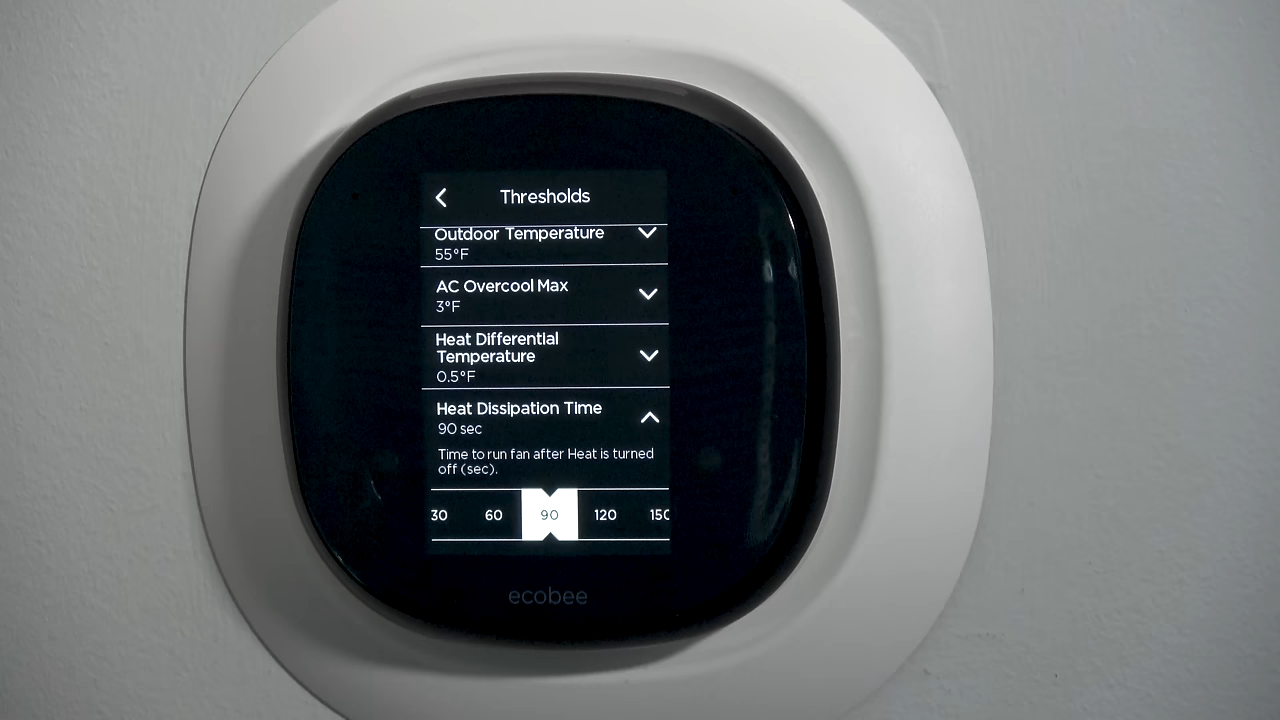 Thresholds
Outdoor Temperature
55°F
AC Overcool Max
3°F
Heat Differential
Temperature
0.5°F
Heat Dissipation Time
90 sec
Time to run fan after Heat is turned
off (sec).
30 60 90 120 150
ecobee